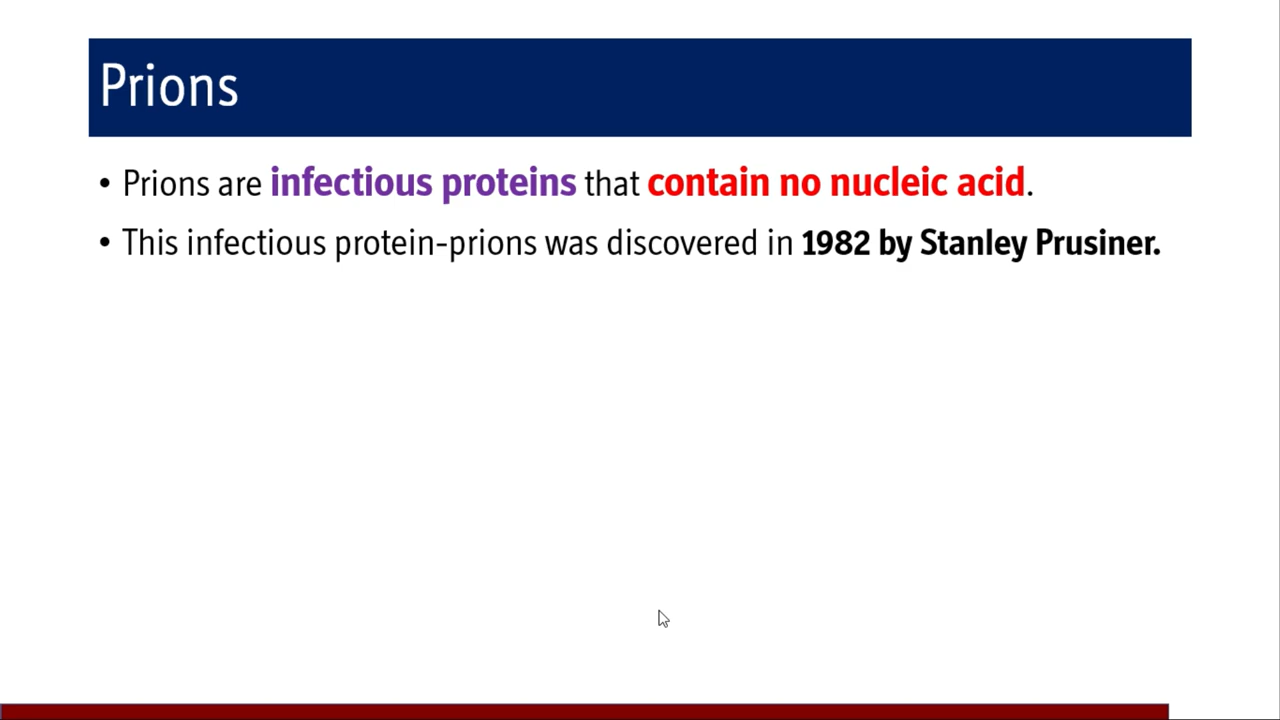 Prions
• Prions are infectious proteins that contain no nucleic acid.
• This infectious protein-prions was discovered in 1982 by Stanley Prusiner.